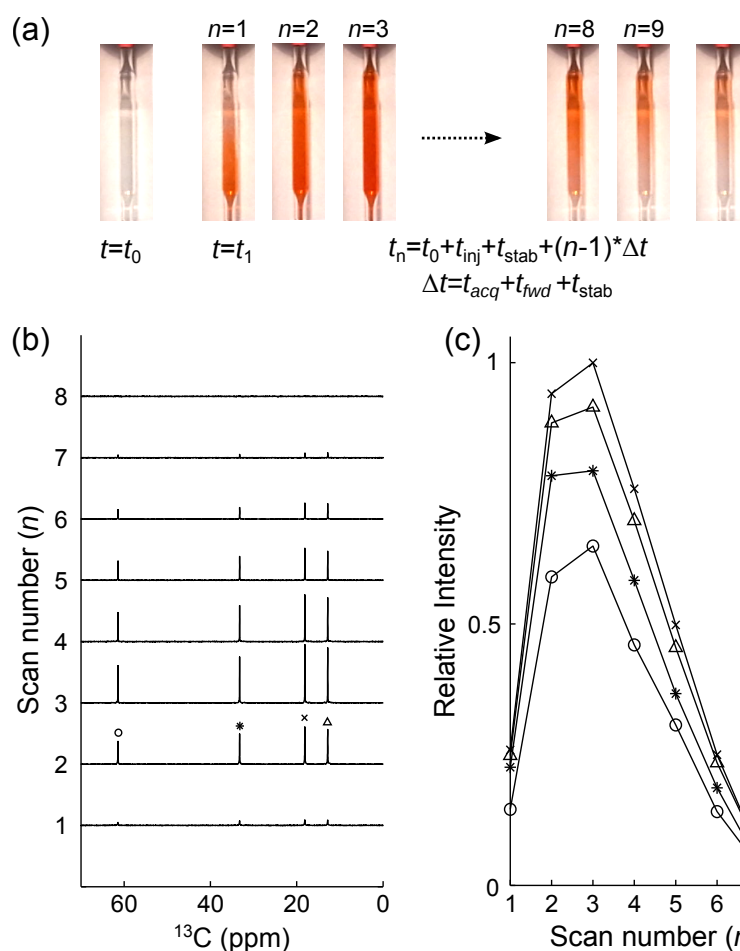 (a)
n=1 n=2 n=3 n=8 n=9
t=t0 t=t1 tn=t0+tinj+tstab+(n-1)*Δt
Δt=tacq+tfwd+tstab
(b)
8
7
6
5
4
3
2
1
Scan number (n)
60 40 20 0
13C (ppm)
(c)
1
0.5
0
Relative Intensity
1 2 3 4 5 6
Scan number (